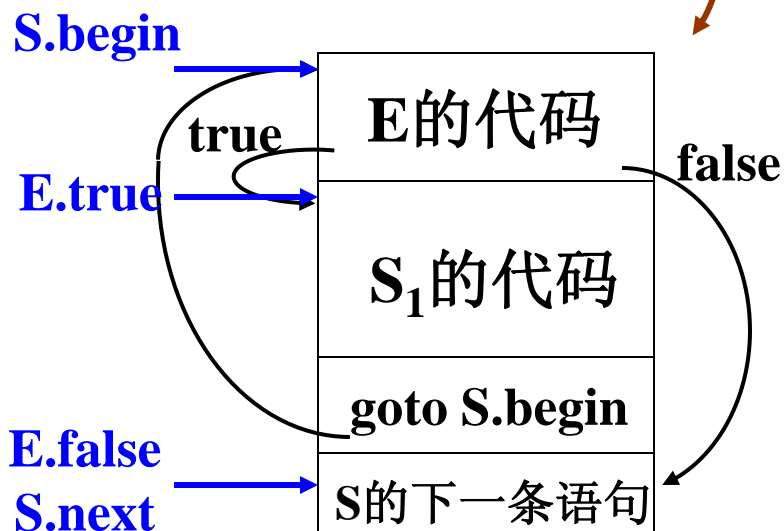 S.begin
E的代码
true
false
E.true
S₁的代码
goto S.begin
E.false
S.next
S的下一条语句